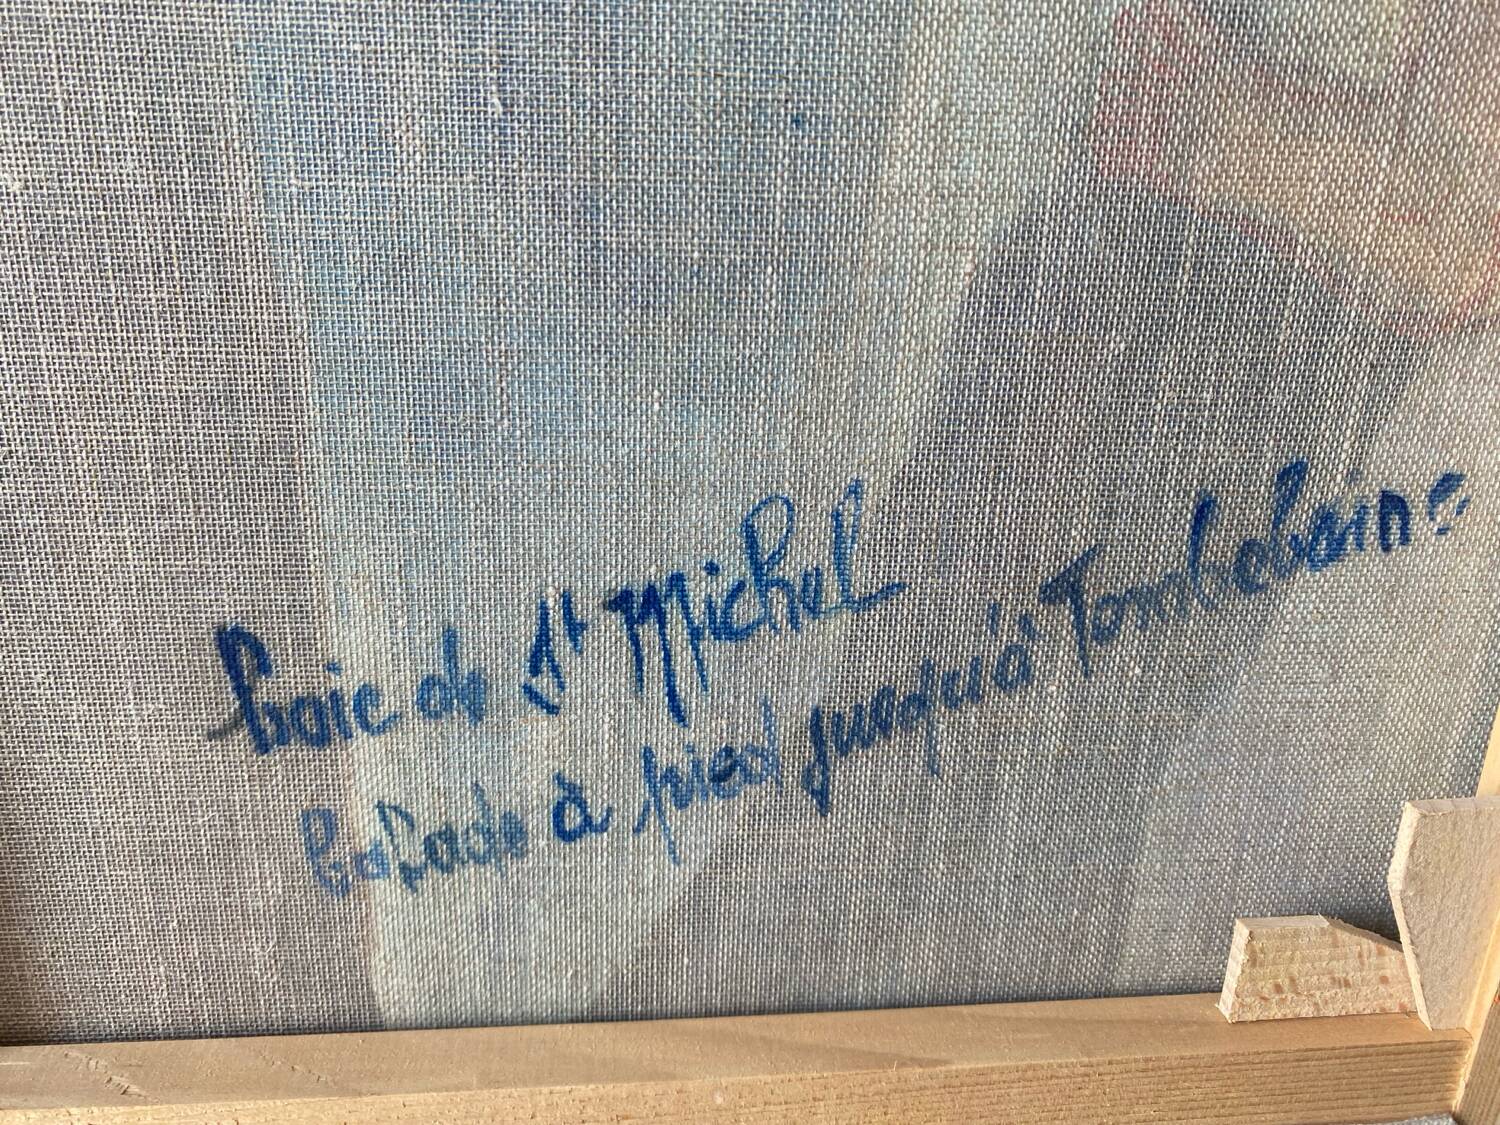 baie de St Michel
balade à pied jusqu'à Tombelaine